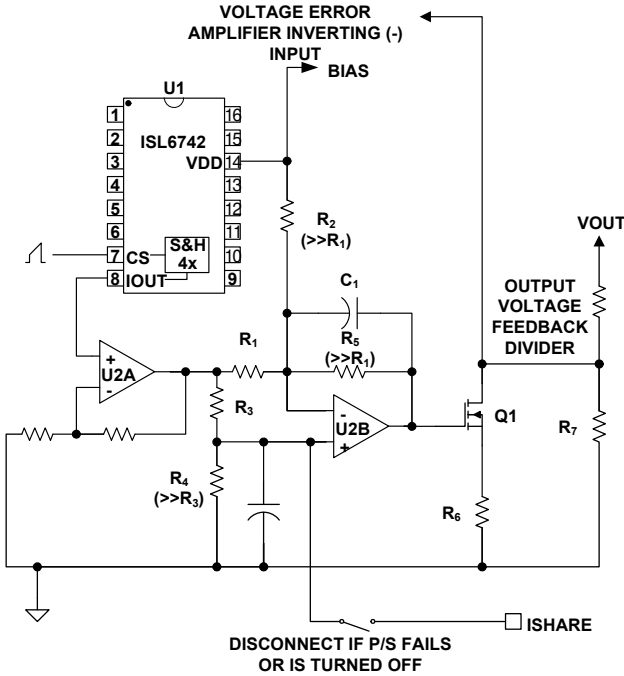 VOLTAGE ERROR
AMPLIFIER INVERTING (-)
INPUT
BIAS
U1
1
2
3
4
5
6
7
8
ISL6742
VDD
CS
IOUT
S&H
4x
16
15
14
13
12
11
10
9
R2
(>>R1)
C1
VOUT
OUTPUT
VOLTAGE
FEEDBACK
DIVIDER
R1
R5
(>>R1)
+
-
U2A
R3
-
+
U2B
Q1
R7
R4
(>>R3)
R6
ISHARE
DISCONNECT IF P/S FAILS
OR IS TURNED OFF